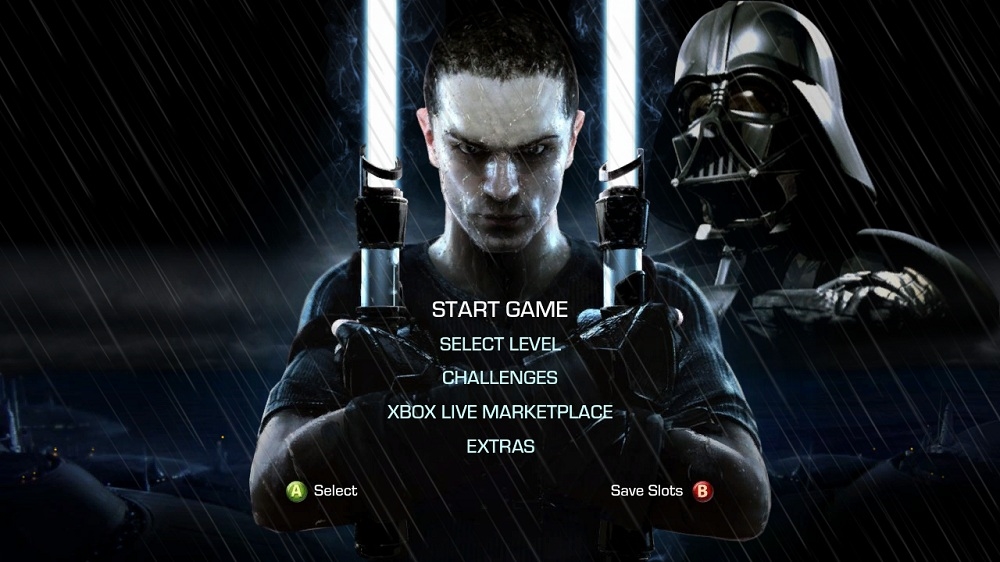 START GAME
SELECT LEVEL
CHALLENGES
XBOX LIVE MARKETPLACE
EXTRAS
A Select
Save Slots B